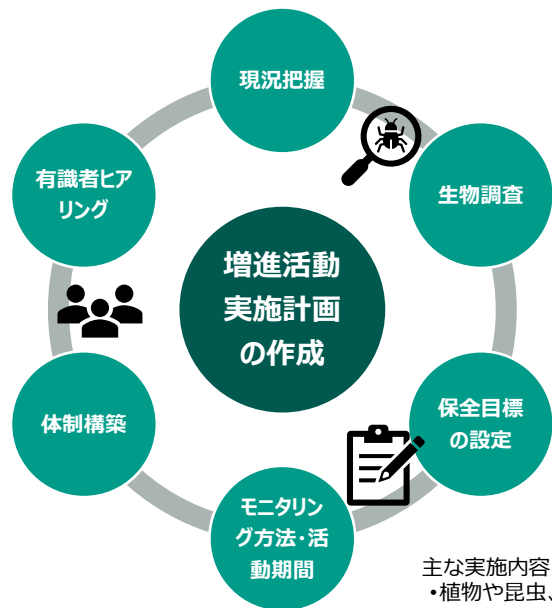 現況把握
生物調査
保全目標
の設定
モニタリン
グ方法・活
動期間
体制構築
有識者ヒア
リング
増進活動
実施計画
の作成
主な実施内容
・植物や昆虫、